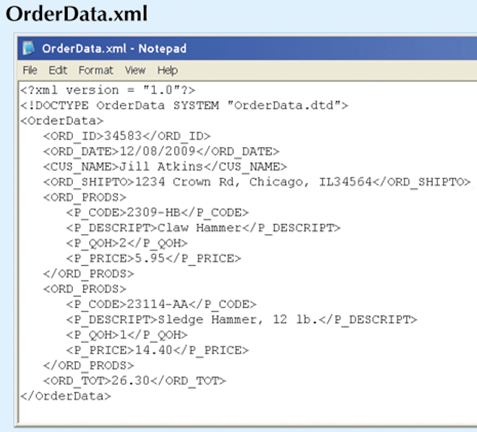 OrderData.xml
OrderData.xml - Notepad
File Edit Format View Help
<?xml version = "1.0"?>
<!DOCTYPE OrderData SYSTEM "OrderData.dtd">
<OrderData>
<ORD_ID>34583</ORD_ID>
<ORD_DATE>12/08/2009</ORD_DATE>
<CUS_NAME>Jill Atkins</CUS_NAME>
<ORD_SHIPTO>1234 Crown Rd, Chicago, IL34564</ORD_SHIPTO>
<ORD_PRODS>
<P_CODE>2309-HB</P_CODE>
<P_DESCRIPT>Claw Hammer</P_DESCRIPT>
<P_QOH>2</P_QOH>
<P_PRICE>5.95</P_PRICE>
</ORD_PRODS>
<ORD_PRODS>
<P_CODE>23114-AA</P_CODE>
<P_DESCRIPT>Sledge Hammer, 12 lb.</P_DESCRIPT>
<P_QOH>1</P_QOH>
<P_PRICE>14.40</P_PRICE>
</ORD_PRODS>
<ORD_TOT>26.30</ORD_TOT>
</OrderData>